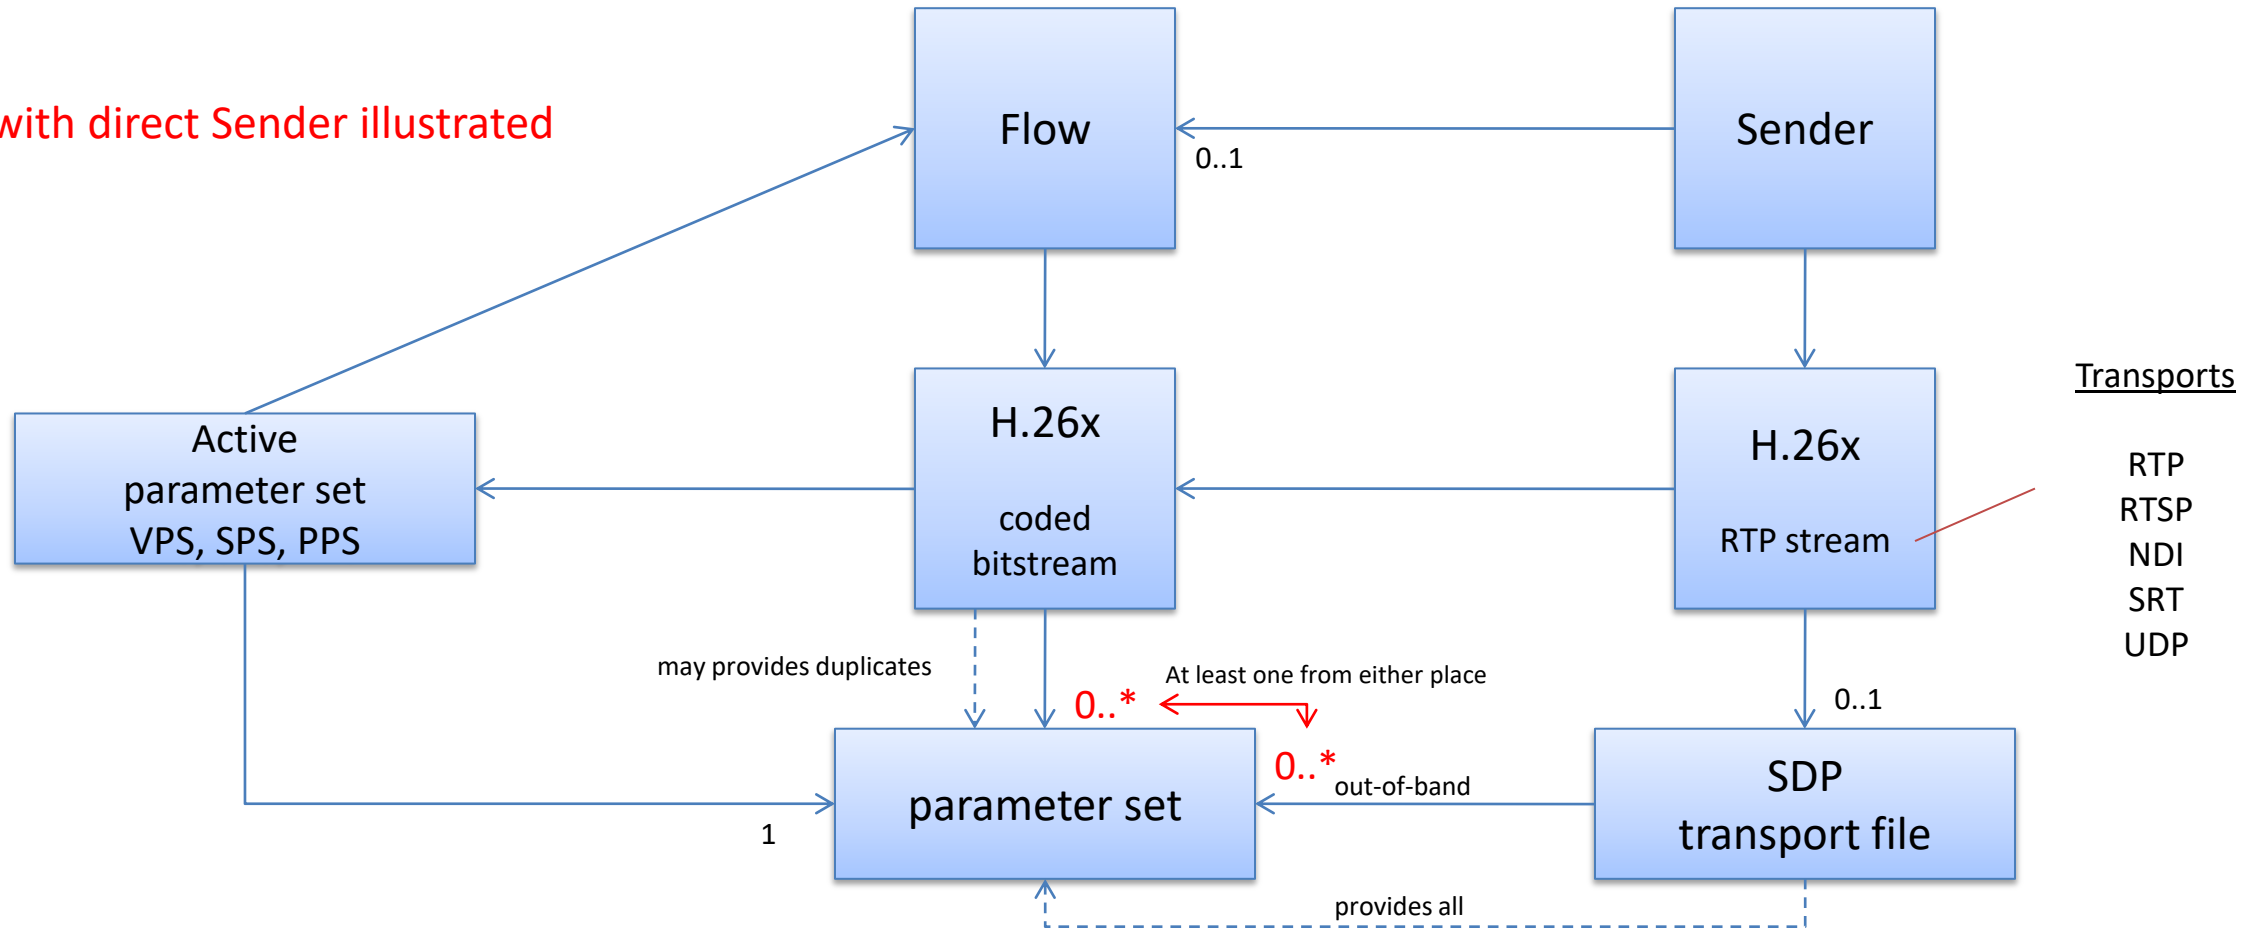 with direct Sender illustrated
Flow
0..1
Sender
Active
parameter set
VPS, SPS, PPS
H.26x
coded
bitstream
H.26x
RTP stream
Transports
RTP
RTSP
NDI
SRT
UDP
may provides duplicates
0..*
At least one from either place
0..*
out-of-band
0..1
1
parameter set
SDP
transport file
provides all